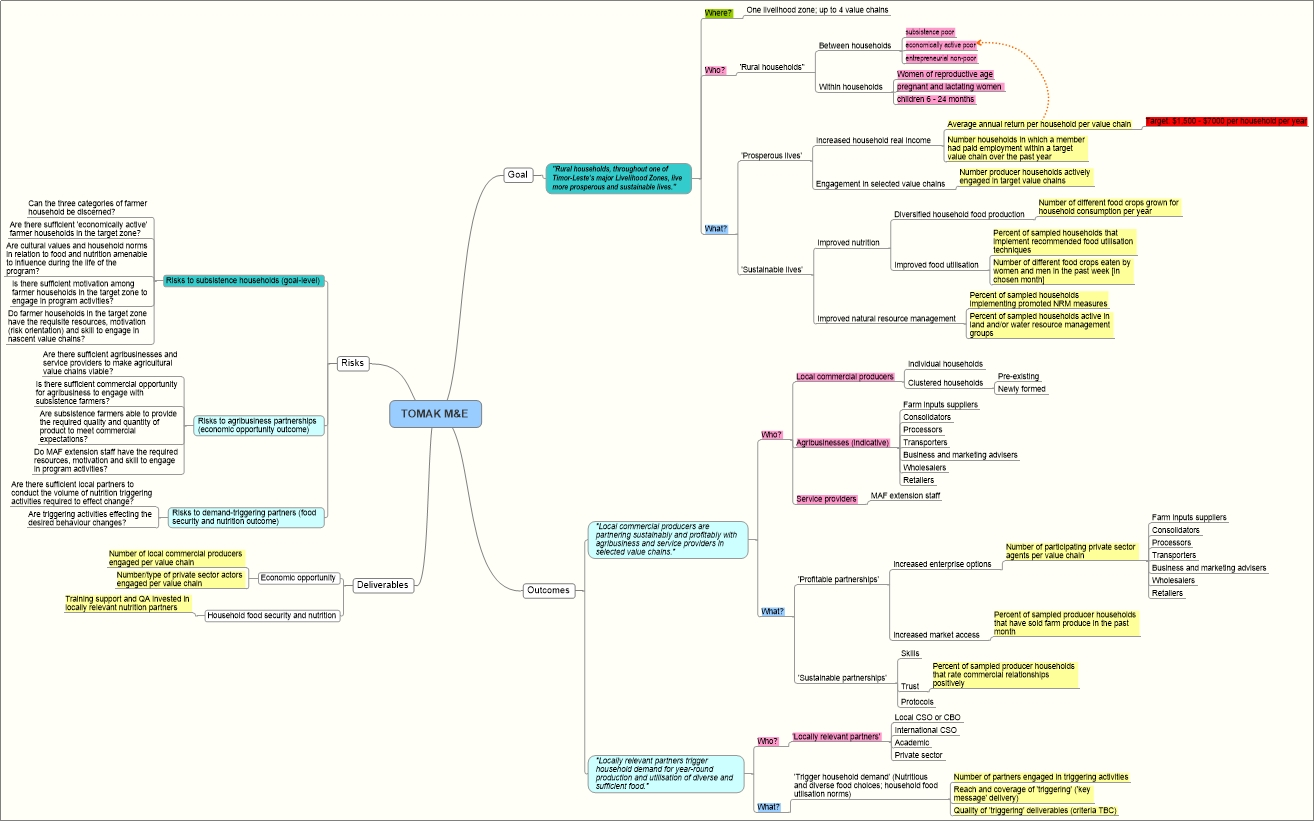 TOMAK M&E
Goal
"Rural households, throughout one of
Timor-Leste's major Livelihood Zones, live
more prosperous and sustainable lives."
Where?
One livelihood zone; up to 4 value chains
Who?
'Rural households"
Between households
subsistence poor
economically active poor
entrepreneurial non-poor
Within households
Women of reproductive age
pregnant and lactating women
children 6 - 24 months
What?
'Prosperous lives'
Increased household real income
Average annual return per household per value chain
Target: $1,500 - $7000 per household per year
Number households in which a member
had paid employment within a target
value chain over the past year
Engagement in selected value chains
Number producer households actively
engaged in target value chains
'Sustainable lives'
Improved nutrition
Diversified household food production
Number of different food crops grown for
household consumption per year
Improved food utilisation
Percent of sampled households that
implement recommended food utilisation
techniques
Number of different food crops eaten by
women and men in the past week [in
chosen month]
Improved natural resource management
Percent of sampled households
implementing promoted NRM measures
Percent of sampled households active in
land and/or water resource management
groups
Risks
Risks to subsistence households (goal-level)
Can the three categories of farmer
household be discerned?
Are there sufficient 'economically active'
farmer households in the target zone?
Are cultural values and household norms
in relation to food and nutrition amenable
to influence during the life of the
program?
Is there sufficient motivation among
farmer households in the target zone to
engage in program activities?
Do farmer households in the target zone
have the requisite resources, motivation
(risk orientation) and skill to engage in
nascent value chains?
Risks to agribusiness partnerships
(economic opportunity outcome)
Are there sufficient agribusinesses and
service providers to make agricultural
value chains viable?
Is there sufficient commercial opportunity
for agribusiness to engage with
subsistence farmers?
Are subsistence farmers able to provide
the required quality and quantity of
product to meet commercial
expectations?
Do MAF extension staff have the required
resources, motivation and skill to engage
in program activities?
Risks to demand-triggering partners (food
security and nutrition outcome)
Are there sufficient local partners to
conduct the volume of nutrition triggering
activities required to effect change?
Are triggering activities effecting the
desired behaviour changes?
Deliverables
Economic opportunity
Number of local commercial producers
engaged per value chain
Number/type of private sector actors
engaged per value chain
Household food security and nutrition
Training support and QA invested in
locally relevant nutrition partners
Outcomes
"Local commercial producers are
partnering sustainably and profitably with
agribusiness and service providers in
selected value chains."
Who?
Local commercial producers
Individual households
Clustered households
Pre-existing
Newly formed
Agribusinesses (indicative)
Farm inputs suppliers
Consolidators
Processors
Transporters
Business and marketing advisers
Wholesalers
Retailers
Service providers
MAF extension staff
What?
'Profitable partnerships'
Increased enterprise options
Number of participating private sector
agents per value chain
Farm inputs suppliers
Consolidators
Processors
Transporters
Business and marketing advisers
Wholesalers
Retailers
Increased market access
Percent of sampled producer households
that have sold farm produce in the past
month
'Sustainable partnerships'
Skills
Trust
Percent of sampled producer households
that rate commercial relationships
positively
Protocols
"Locally relevant partners trigger
household demand for year-round
production and utilisation of diverse and
sufficient food."
Who?
'Locally relevant partners'
Local CSO or CBO
International CSO
Academic
Private sector
What?
'Trigger household demand' (Nutritious
and diverse food choices; household food
utilisation norms)
Number of partners engaged in triggering activities
Reach and coverage of 'triggering' ('key
message' delivery)
Quality of 'triggering' deliverables (criteria TBC)